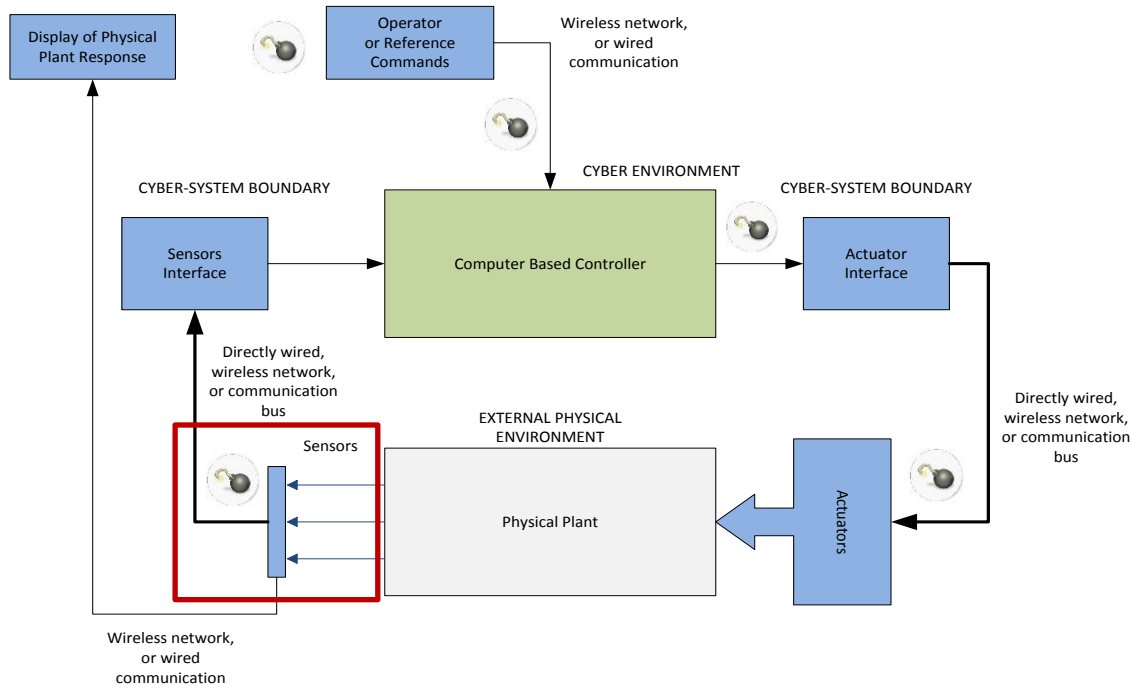 Display of Physical
Plant Response
Operator
or Reference
Commands
Wireless network,
or wired
communication
CYBER-SYSTEM BOUNDARY
CYBER ENVIRONMENT
CYBER-SYSTEM BOUNDARY
Sensors
Interface
Computer Based Controller
Actuator
Interface
Directly wired,
wireless network,
or communication
bus
Directly wired,
wireless network,
or communication
bus
EXTERNAL PHYSICAL
ENVIRONMENT
Sensors
Physical Plant
Actuators
Wireless network,
or wired
communication